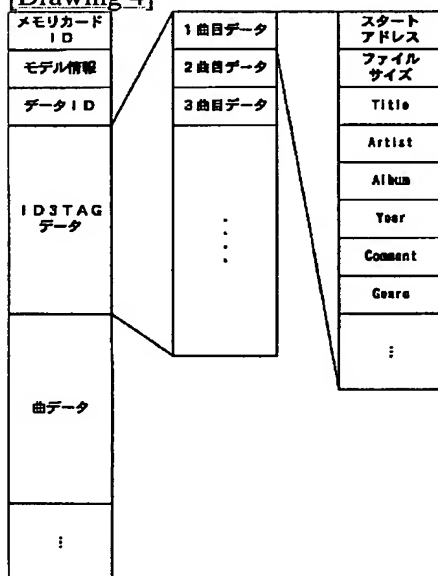 [Drawing 4]
メモリカード
ID
モデル情報
データID
ID3TAG
データ
曲データ
⋮
1曲目データ
2曲目データ
3曲目データ
⋮
スタート
アドレス
ファイル
サイズ
Title
Artist
Album
Year
Comment
Genre
⋮